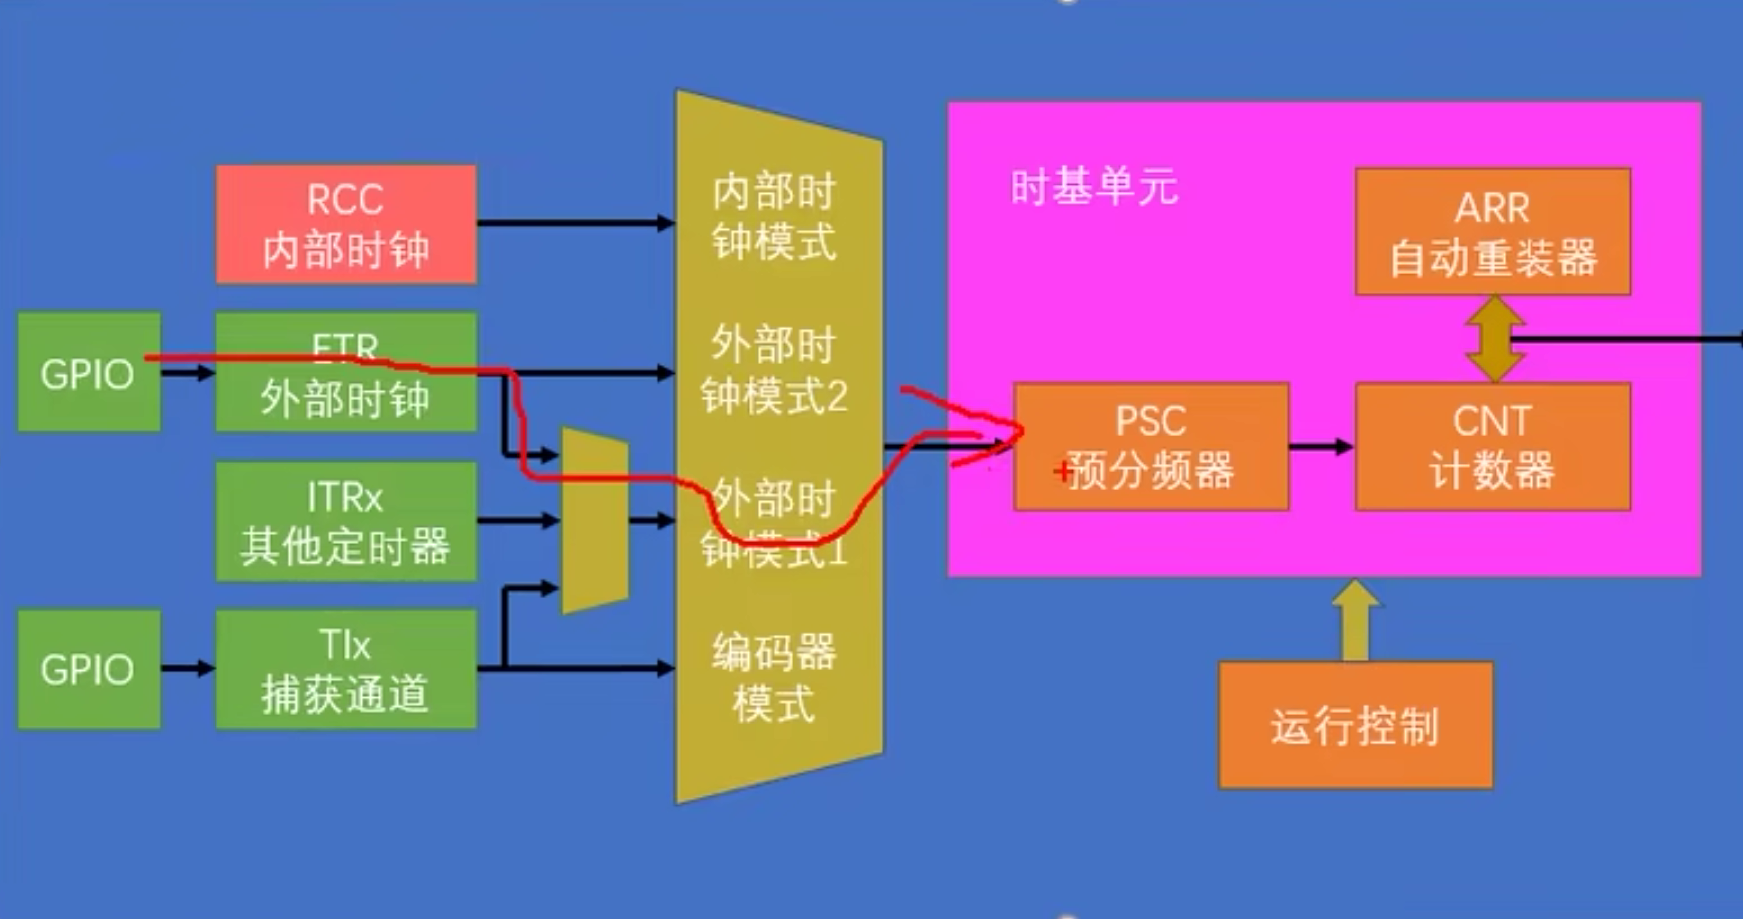 RCC
内部时钟
GPIO
ETR
外部时钟
ITRx
其他定时器
GPIO
TIx
捕获通道
内部时
钟模式
外部时
钟模式2
外部时
钟模式1
编码器
模式
时基单元
ARR
自动重装器
PSC
预分频器
CNT
计数器
运行控制